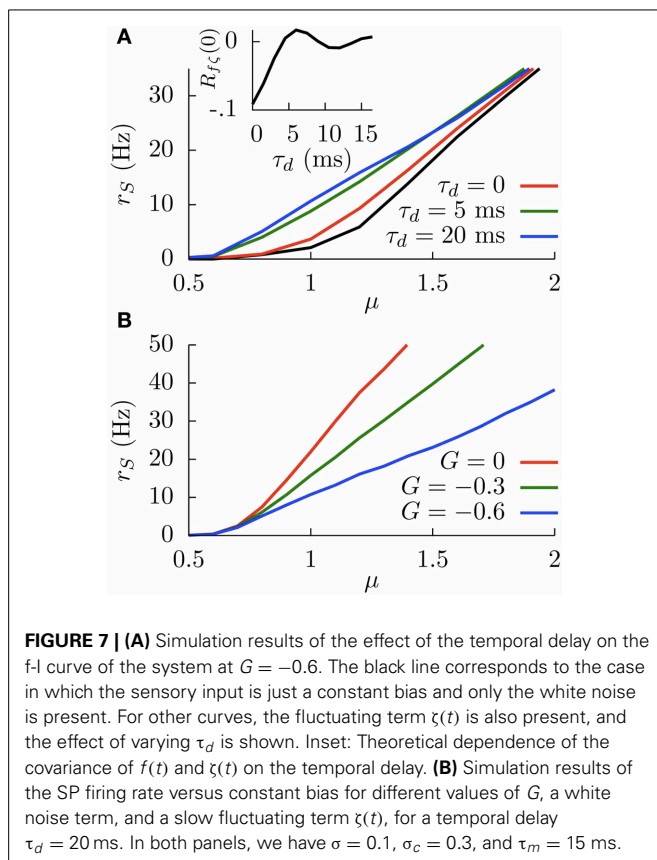 A
R_{fζ}(0)
0
-.1
0 5 10 15
τ_d (ms)
r_S (Hz)
30
20
10
0
τ_d = 0
τ_d = 5 ms
τ_d = 20 ms
0.5 1 1.5 2
μ
B
r_S (Hz)
50
40
30
20
10
0
G = 0
G = −0.3
G = −0.6
0.5 1 1.5 2
μ
FIGURE 7 | (A) Simulation results of the effect of the temporal delay on the
f-I curve of the system at G = −0.6. The black line corresponds to the case
in which the sensory input is just a constant bias and only the white noise
is present. For other curves, the fluctuating term ζ(t) is also present, and
the effect of varying τ_d is shown. Inset: Theoretical dependence of the
covariance of f(t) and ζ(t) on the temporal delay. (B) Simulation results of
the SP firing rate versus constant bias for different values of G, a white
noise term, and a slow fluctuating term ζ(t), for a temporal delay
τ_d = 20 ms. In both panels, we have σ = 0.1, σ_c = 0.3, and τ_m = 15 ms.